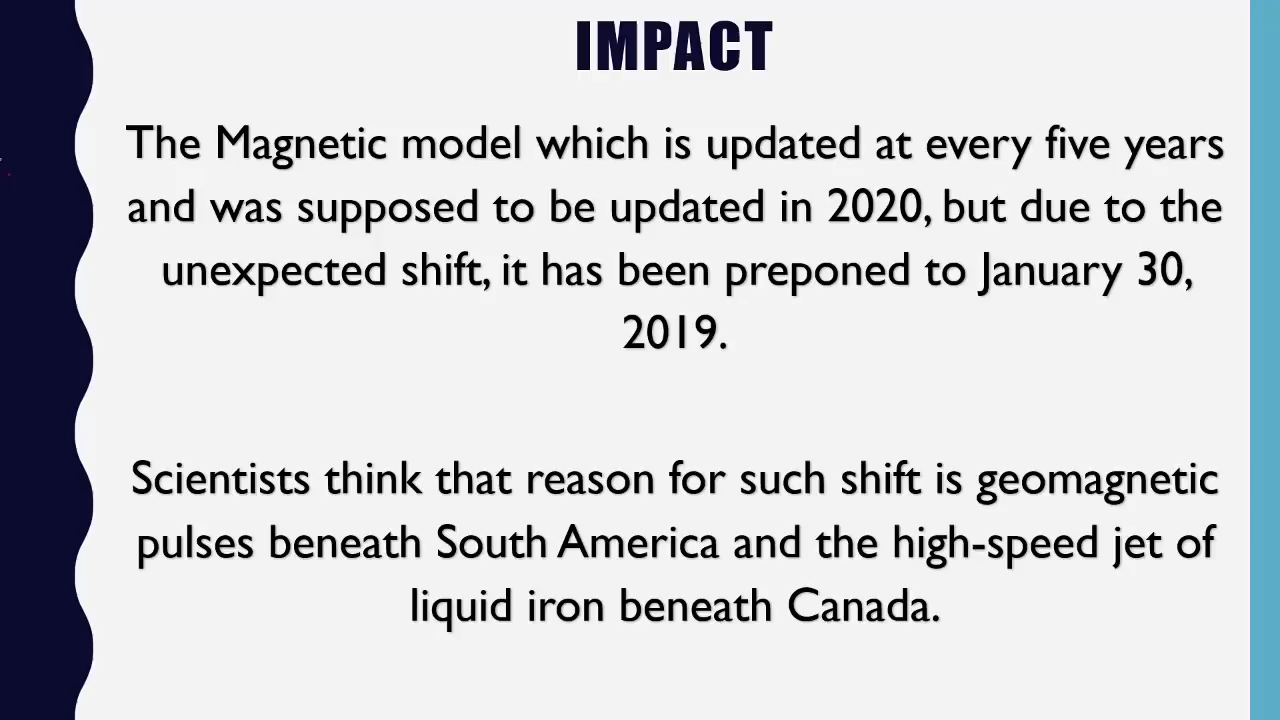 IMPACT
The Magnetic model which is updated at every five years
and was supposed to be updated in 2020, but due to the
unexpected shift, it has been preponed to January 30,
2019.
Scientists think that reason for such shift is geomagnetic
pulses beneath South America and the high-speed jet of
liquid iron beneath Canada.